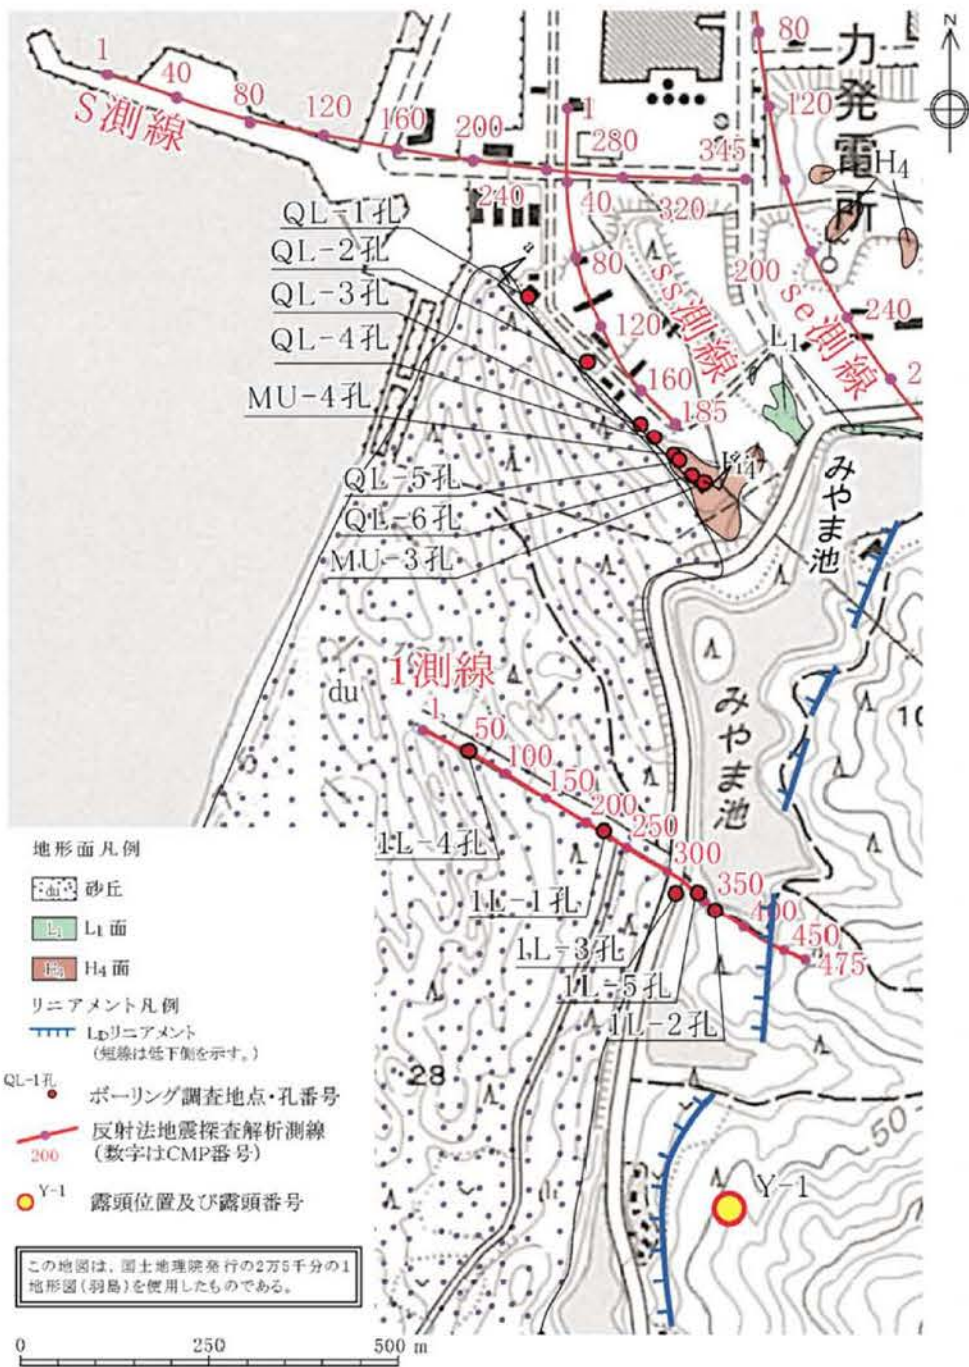 N
1
40
80
120
160
200
240
280
320
345
S測線
1
40
80
120
160
185
ss測線
80
120
200
240
2
se測線
力発電所
H4
L1
QL-1孔
QL-2孔
QL-3孔
QL-4孔
MU-4孔
QL-5孔
QL-6孔
MU-3孔
みやま池
みやま池
10
du
1測線
1
50
100
150
200
250
300
350
400
450
475
1L-4孔
1L-1孔
1L-3孔
1L-5孔
1L-2孔
28
50
Y-1
地形面凡例
du 砂丘
L1 L1面
H4 H4面
リニアメント凡例
LDリニアメント
(短線は低下側を示す。)
QL-1孔
ボーリング調査地点・孔番号
反射法地震探査解析測線
200 (数字はCMP番号)
Y-1 露頭位置及び露頭番号
この地図は、国土地理院発行の2万5千分の1
地形図(羽島)を使用したものである。
0 250 500 m